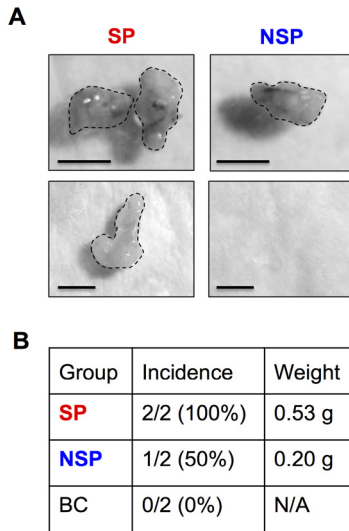 A
SP NSP
B
Group Incidence Weight
SP 2/2 (100%) 0.53 g
NSP 1/2 (50%) 0.20 g
BC 0/2 (0%) N/A